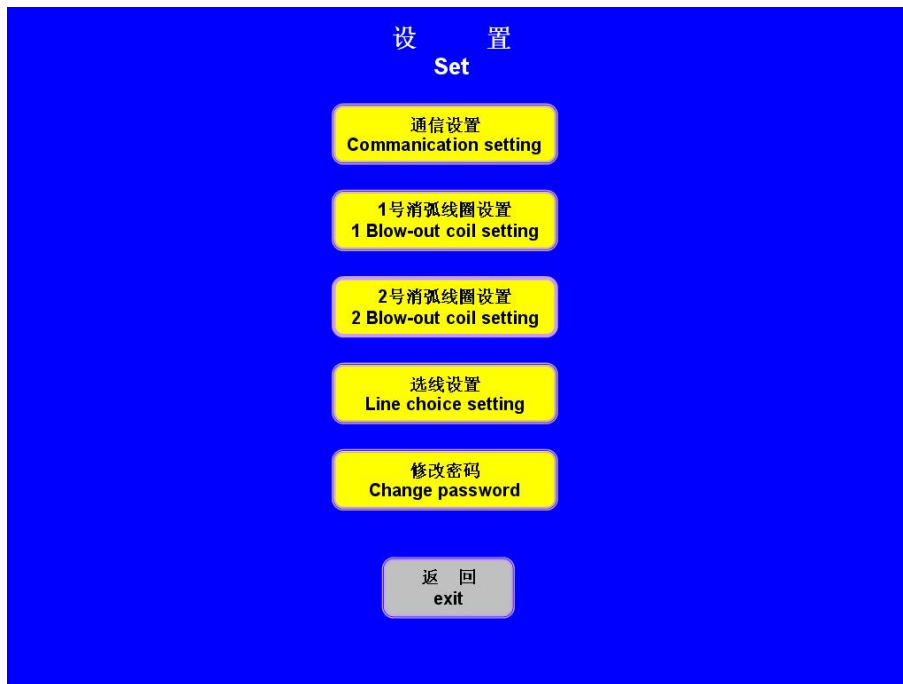 设 置
Set
通信设置
Commanication setting
1号消弧线圈设置
1 Blow-out coil setting
2号消弧线圈设置
2 Blow-out coil setting
选线设置
Line choice setting
修改密码
Change password
返 回
exit